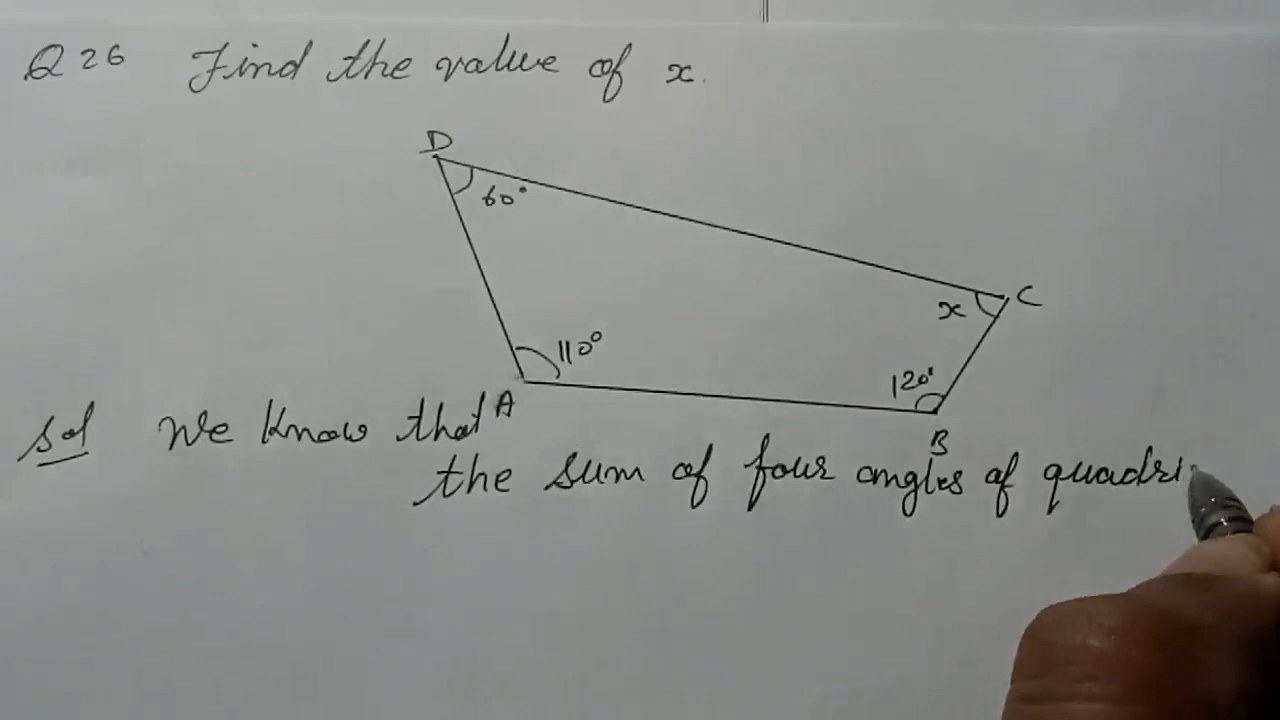 Q 26 Find the value of x.
D
60°
C
x
110°
120°
A
B
Sol We know that
the sum of four angles of quadri